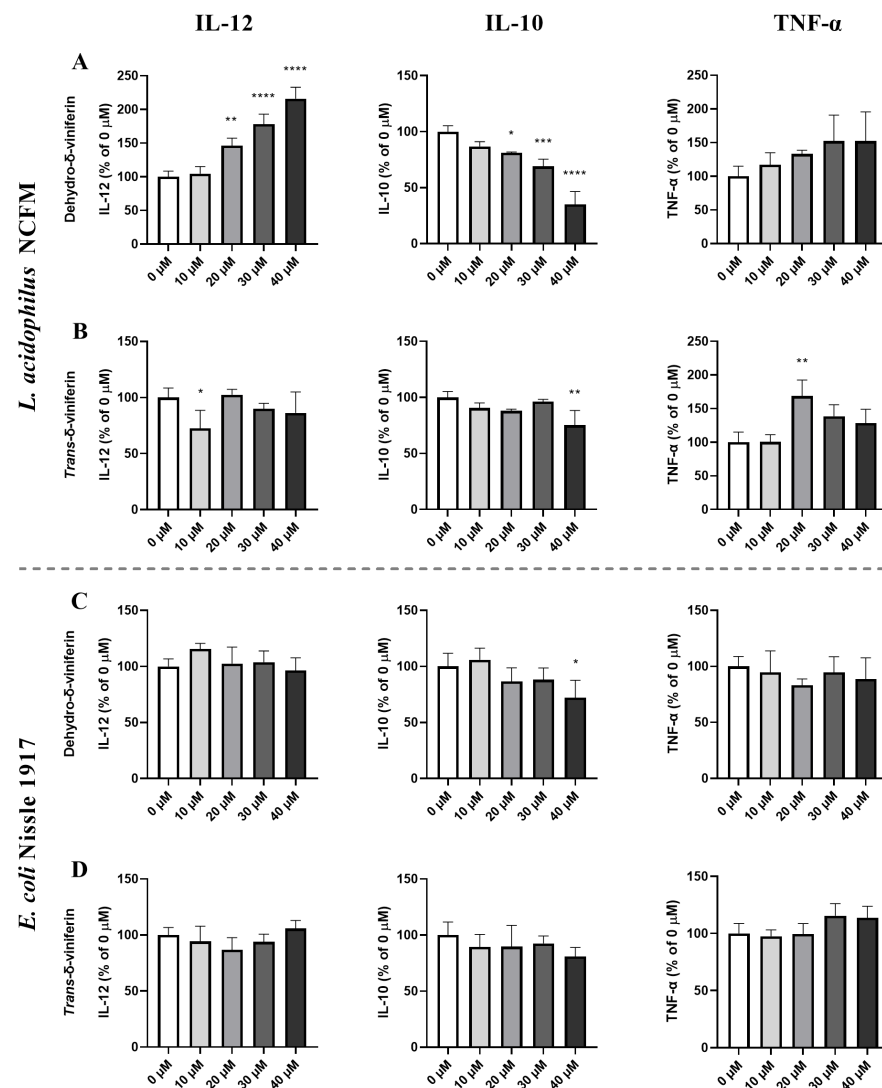 IL-12 IL-10 TNF-α
L. acidophilus NCFM
A
Dehydro-δ-viniferin
IL-12 (% of 0 µM)
250
200
150
100
50
0
** **** ****
0 µM 10 µM 20 µM 30 µM 40 µM
IL-10 (% of 0 µM)
150
100
50
0
* *** ****
0 µM 10 µM 20 µM 30 µM 40 µM
TNF-α (% of 0 µM)
250
200
150
100
50
0
0 µM 10 µM 20 µM 30 µM 40 µM
B
Trans-δ-viniferin
IL-12 (% of 0 µM)
150
100
50
0
*
0 µM 10 µM 20 µM 30 µM 40 µM
IL-10 (% of 0 µM)
150
100
50
0
**
0 µM 10 µM 20 µM 30 µM 40 µM
TNF-α (% of 0 µM)
250
200
150
100
50
0
**
0 µM 10 µM 20 µM 30 µM 40 µM
E. coli Nissle 1917
C
Dehydro-δ-viniferin
IL-12 (% of 0 µM)
150
100
50
0
0 µM 10 µM 20 µM 30 µM 40 µM
IL-10 (% of 0 µM)
150
100
50
0
*
0 µM 10 µM 20 µM 30 µM 40 µM
TNF-α (% of 0 µM)
150
100
50
0
0 µM 10 µM 20 µM 30 µM 40 µM
D
Trans-δ-viniferin
IL-12 (% of 0 µM)
150
100
50
0
0 µM 10 µM 20 µM 30 µM 40 µM
IL-10 (% of 0 µM)
150
100
50
0
0 µM 10 µM 20 µM 30 µM 40 µM
TNF-α (% of 0 µM)
150
100
50
0
0 µM 10 µM 20 µM 30 µM 40 µM